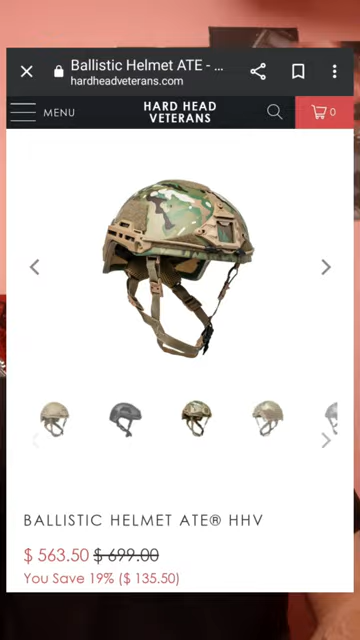 Ballistic Helmet ATE - ...
hardheadveterans.com
MENU
HARD HEAD
VETERANS
0
BALLISTIC HELMET ATE® HHV
$ 563.50 $ 699.00
You Save 19% ($ 135.50)